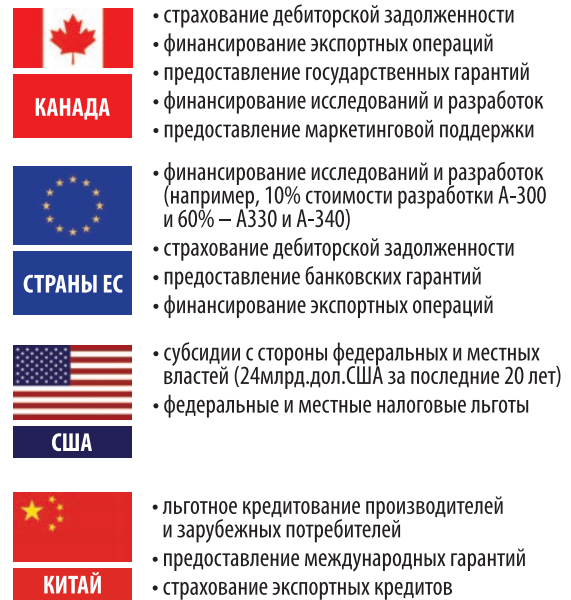 • страхование дебиторской задолженности
• финансирование экспортных операций
• предоставление государственных гарантий
КАНАДА
• финансирование исследований и разработок
• предоставление маркетинговой поддержки
• финансирование исследований и разработок
(например, 10% стоимости разработки А-300
и 60% – А330 и А-340)
• страхование дебиторской задолженности
СТРАНЫ ЕС
• предоставление банковских гарантий
• финансирование экспортных операций
• субсидии с стороны федеральных и местных
властей (24млрд.дол.США за последние 20 лет)
• федеральные и местные налоговые льготы
США
• льготное кредитование производителей
и зарубежных потребителей
• предоставление международных гарантий
КИТАЙ
• страхование экспортных кредитов